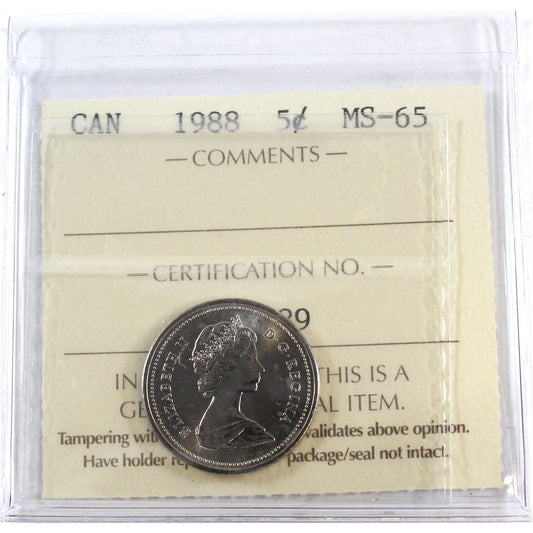 CAN 1988 5¢ MS-65
— COMMENTS —
— CERTIFICATION NO. —
39
IN THIS IS A
GE AL ITEM.
Tampering with validates above opinion.
Have holder rep package/seal not intact.
ELIZABETH II D·G·REGINA